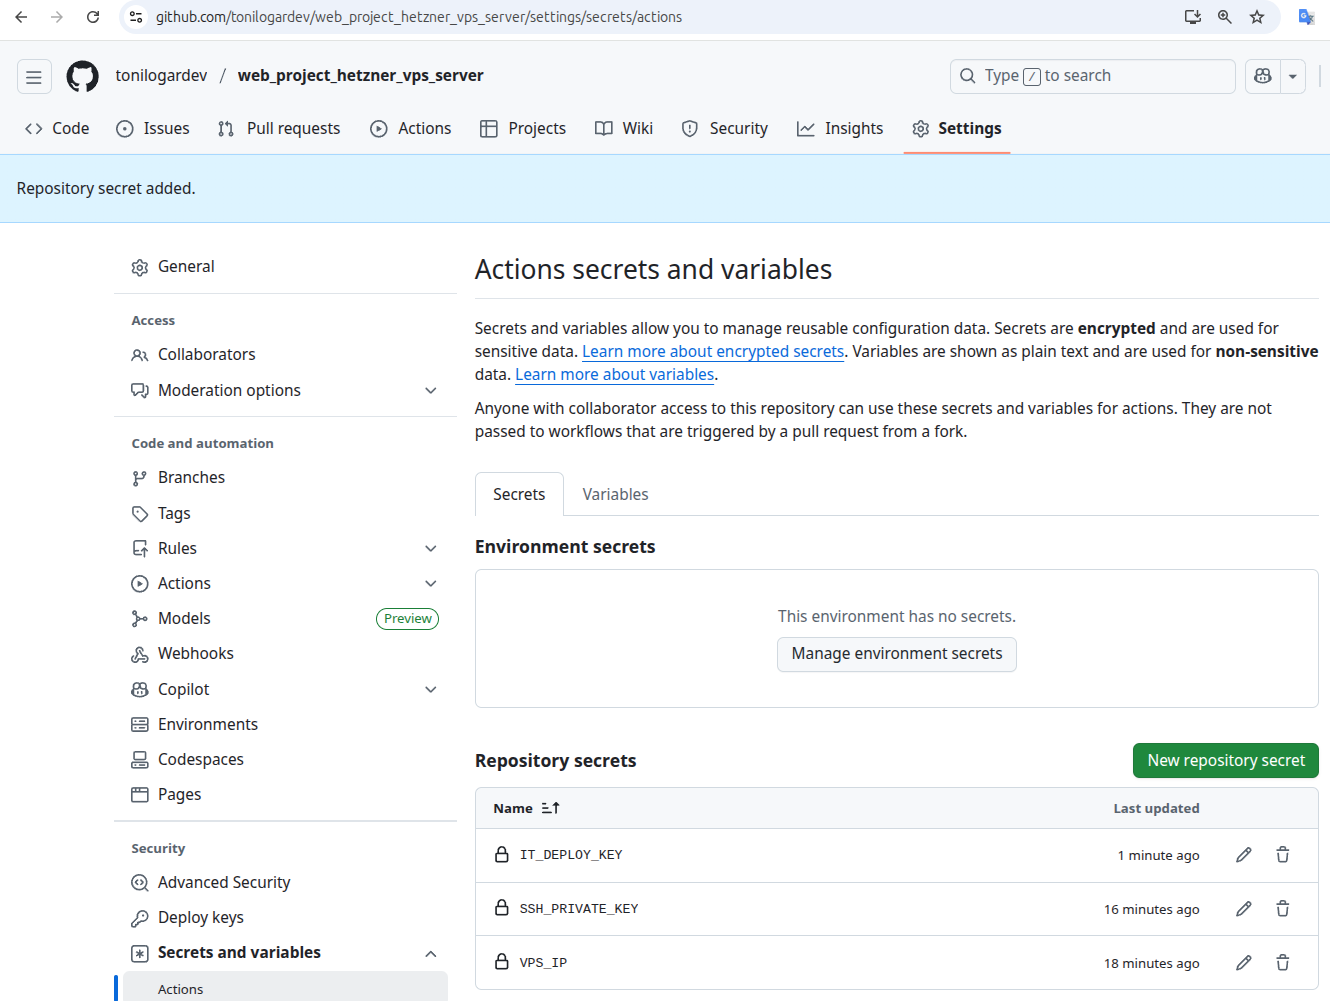 github.com/tonilogardev/web_project_hetzner_vps_server/settings/secrets/actions
tonilogardev / web_project_hetzner_vps_server
Type / to search
Code Issues Pull requests Actions Projects Wiki Security Insights Settings
Repository secret added.
General
Access
Collaborators
Moderation options
Code and automation
Branches
Tags
Rules
Actions
Models Preview
Webhooks
Copilot
Environments
Codespaces
Pages
Security
Advanced Security
Deploy keys
Secrets and variables
Actions
Actions secrets and variables
Secrets and variables allow you to manage reusable configuration data. Secrets are encrypted and are used for
sensitive data. Learn more about encrypted secrets. Variables are shown as plain text and are used for non-sensitive
data. Learn more about variables.
Anyone with collaborator access to this repository can use these secrets and variables for actions. They are not
passed to workflows that are triggered by a pull request from a fork.
Secrets Variables
Environment secrets
This environment has no secrets.
Manage environment secrets
Repository secrets New repository secret
Name Last updated
IT_DEPLOY_KEY 1 minute ago
SSH_PRIVATE_KEY 16 minutes ago
VPS_IP 18 minutes ago